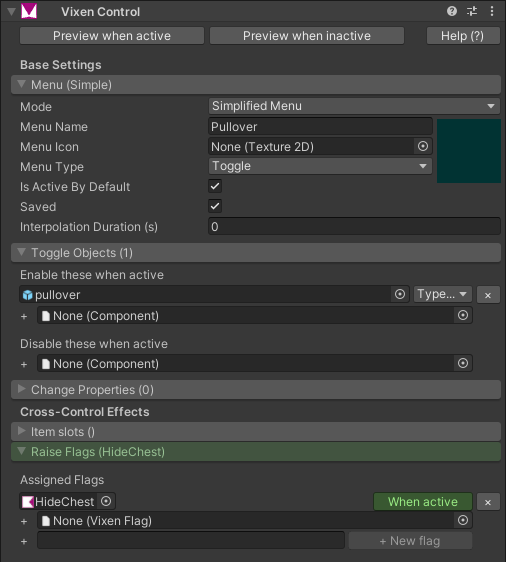 Vixen Control
Preview when active Preview when inactive Help (?)
Base Settings
Menu (Simple)
Mode Simplified Menu
Menu Name Pullover
Menu Icon None (Texture 2D)
Menu Type Toggle
Is Active By Default
Saved
Interpolation Duration (s) 0
Toggle Objects (1)
Enable these when active
pullover Type... ×
+ None (Component)
Disable these when active
+ None (Component)
Change Properties (0)
Cross-Control Effects
Item slots ()
Raise Flags (HideChest)
Assigned Flags
HideChest When active ×
+ None (Vixen Flag)
+ + New flag